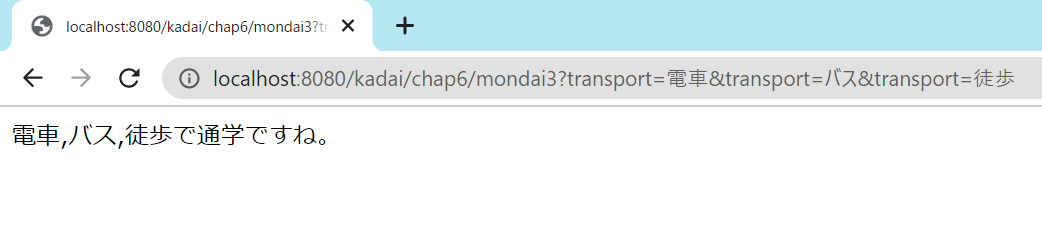 localhost:8080/kadai/chap6/mondai3?t
localhost:8080/kadai/chap6/mondai3?transport=電車&transport=バス&transport=徒歩
電車,バス,徒歩で通学ですね。